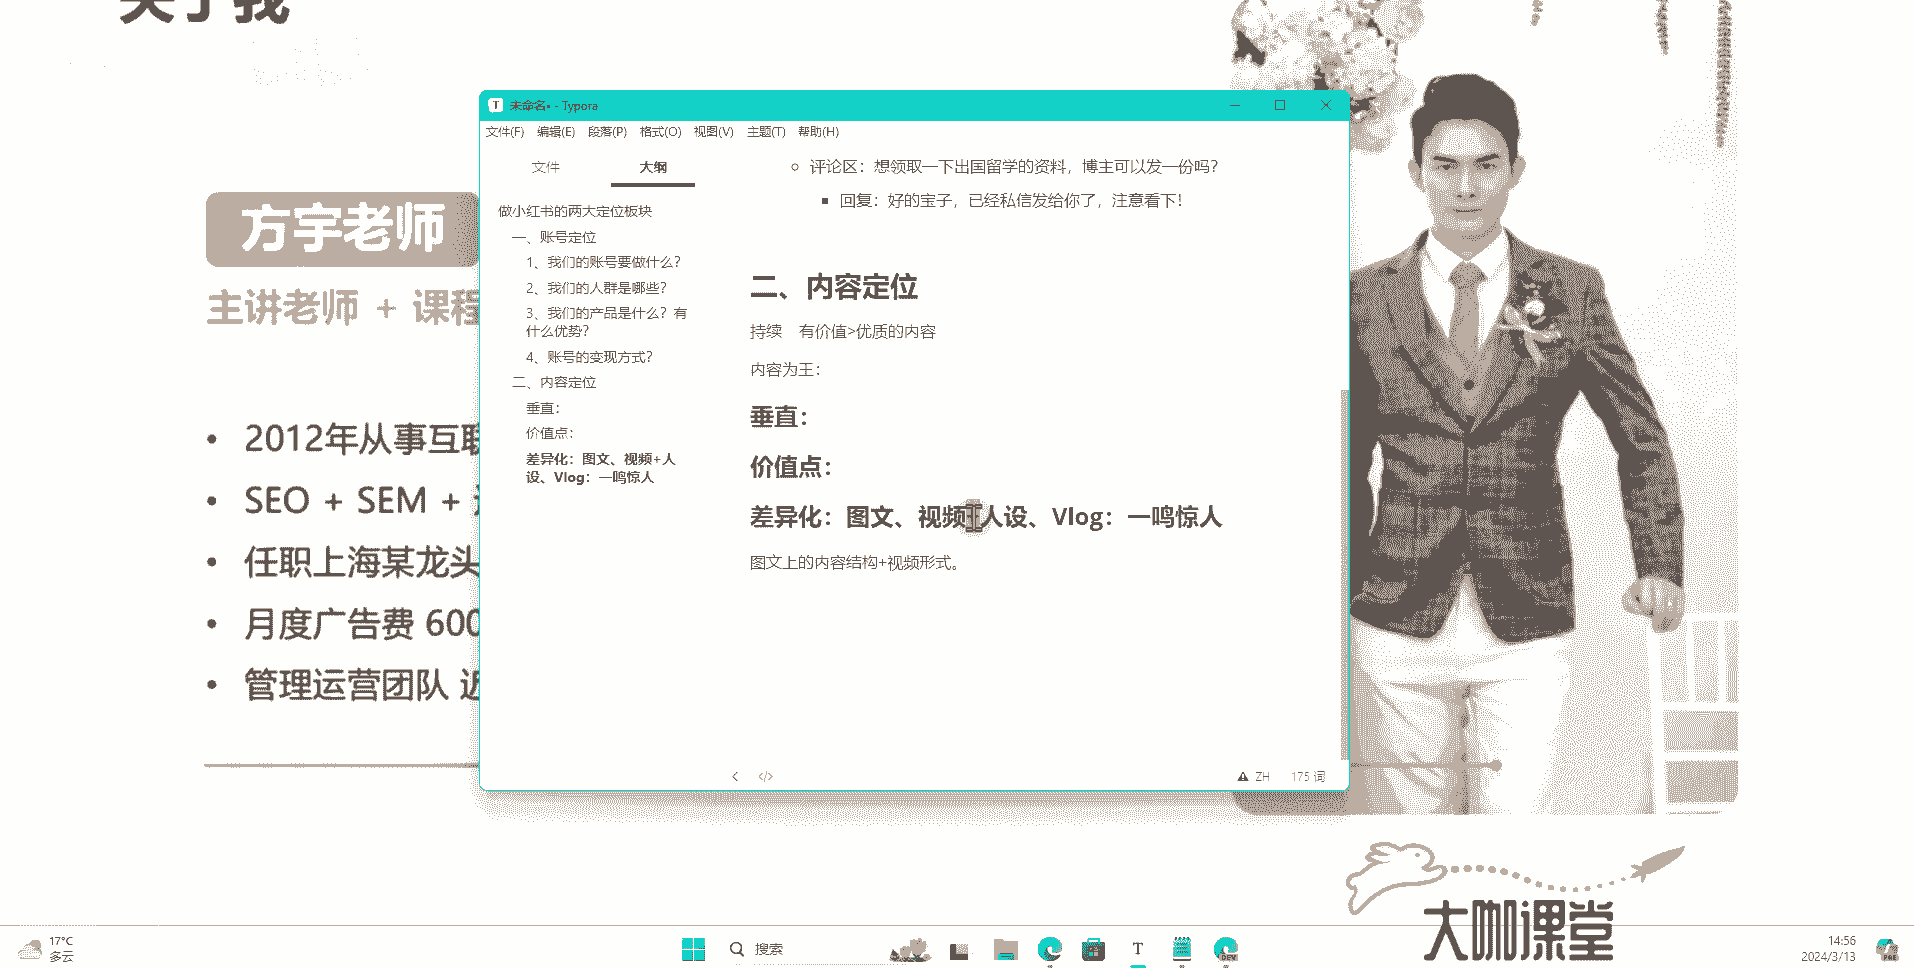 关于我
方宇老师
主讲老师 + 课程
• 2012年从事互联
• SEO + SEM +
• 任职上海某龙头
• 月度广告费 600
• 管理运营团队 近
未命名• - Typora
文件(F) 编辑(E) 段落(P) 格式(O) 视图(V) 主题(T) 帮助(H)
文件 大纲
做小红书的两大定位板块
一、账号定位
1、我们的账号要做什么？
2、我们的人群是哪些？
3、我们的产品是什么？有
什么优势？
4、账号的变现方式？
二、内容定位
垂直：
价值点：
差异化：图文、视频+人
设、Vlog：一鸣惊人
评论区：想领取一下出国留学的资料，博主可以发一份吗？
回复：好的宝子，已经私信发给你了，注意看下！
二、内容定位
持续 有价值>优质的内容
内容为王：
垂直：
价值点：
差异化：图文、视频+人设、Vlog：一鸣惊人
图文上的内容结构+视频形式。
ZH 175 词
大咖课堂
17°C
多云
搜索
T
DEV
14:56
2024/3/13
PRE